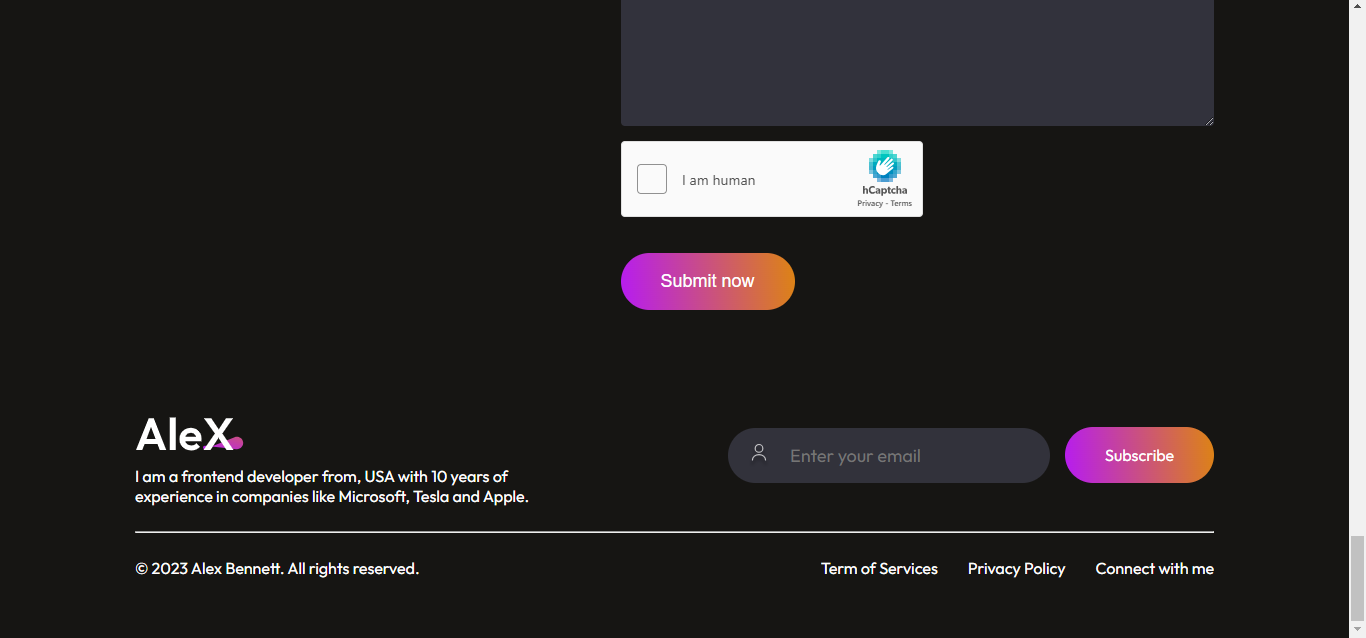 I am human
hCaptcha
Privacy - Terms
Submit now
AleX
I am a frontend developer from, USA with 10 years of
experience in companies like Microsoft, Tesla and Apple.
Enter your email
Subscribe
© 2023 Alex Bennett. All rights reserved.
Term of Services
Privacy Policy
Connect with me